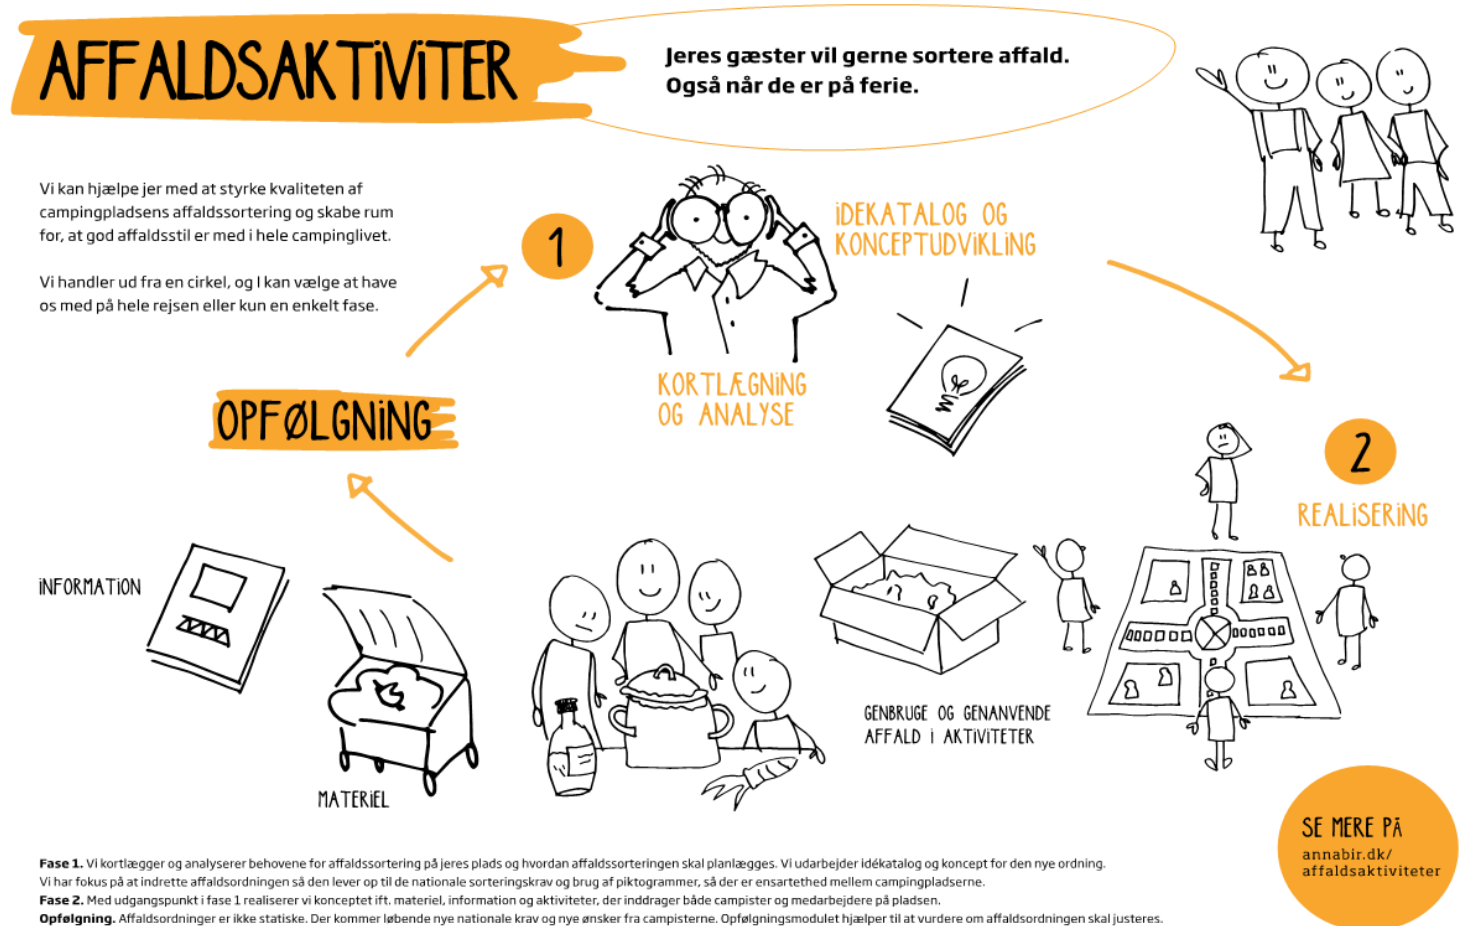 AFFALDSAKTIVITER
Jeres gæster vil gerne sortere affald.
Også når de er på ferie.
Vi kan hjælpe jer med at styrke kvaliteten af
campingpladsens affaldssortering og skabe rum
for, at god affaldsstil er med i hele campinglivet.
Vi handler ud fra en cirkel, og I kan vælge at have
os med på hele rejsen eller kun en enkelt fase.
1
IDEKATALOG OG
KONCEPTUDVIKLING
KORTLÆGNING
OG ANALYSE
OPFØLGNING
2
REALISERING
INFORMATION
MATERIEL
GENBRUGE OG GENANVENDE
AFFALD I AKTIVITETER
SE MERE PÅ
annabir.dk/
affaldsaktiviteter
Fase 1. Vi kortlægger og analyserer behovene for affaldssortering på jeres plads og hvordan affaldssorteringen skal planlægges. Vi udarbejder idékatalog og koncept for den nye ordning.
Vi har fokus på at indrette affaldsordningen så den lever op til de nationale sorteringskrav og brug af piktogrammer, så der er ensartethed mellem campingpladserne.
Fase 2. Med udgangspunkt i fase 1 realiserer vi konceptet ift. materiel, information og aktiviteter, der inddrager både campister og medarbejdere på pladsen.
Opfølgning. Affaldsordninger er ikke statiske. Der kommer løbende nye nationale krav og nye ønsker fra campisterne. Opfølgningsmodulet hjælper til at vurdere om affaldsordningen skal justeres.